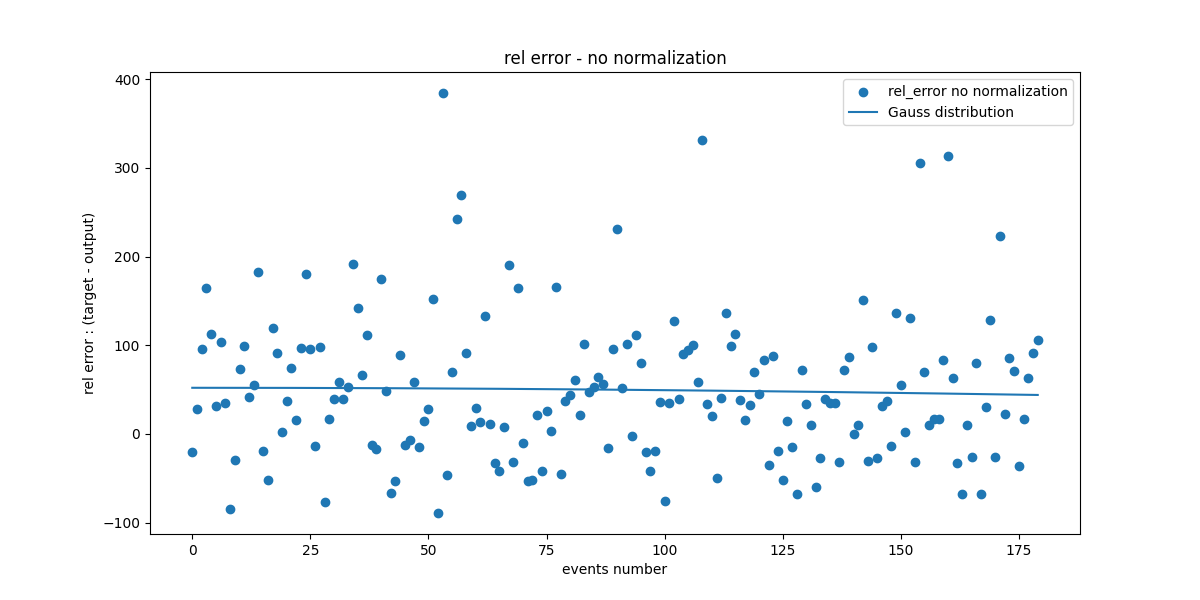 rel error - no normalization
rel_error no normalization
Gauss distribution
400
300
200
100
0
−100
rel error : (target - output)
0 25 50 75 100 125 150 175
events number